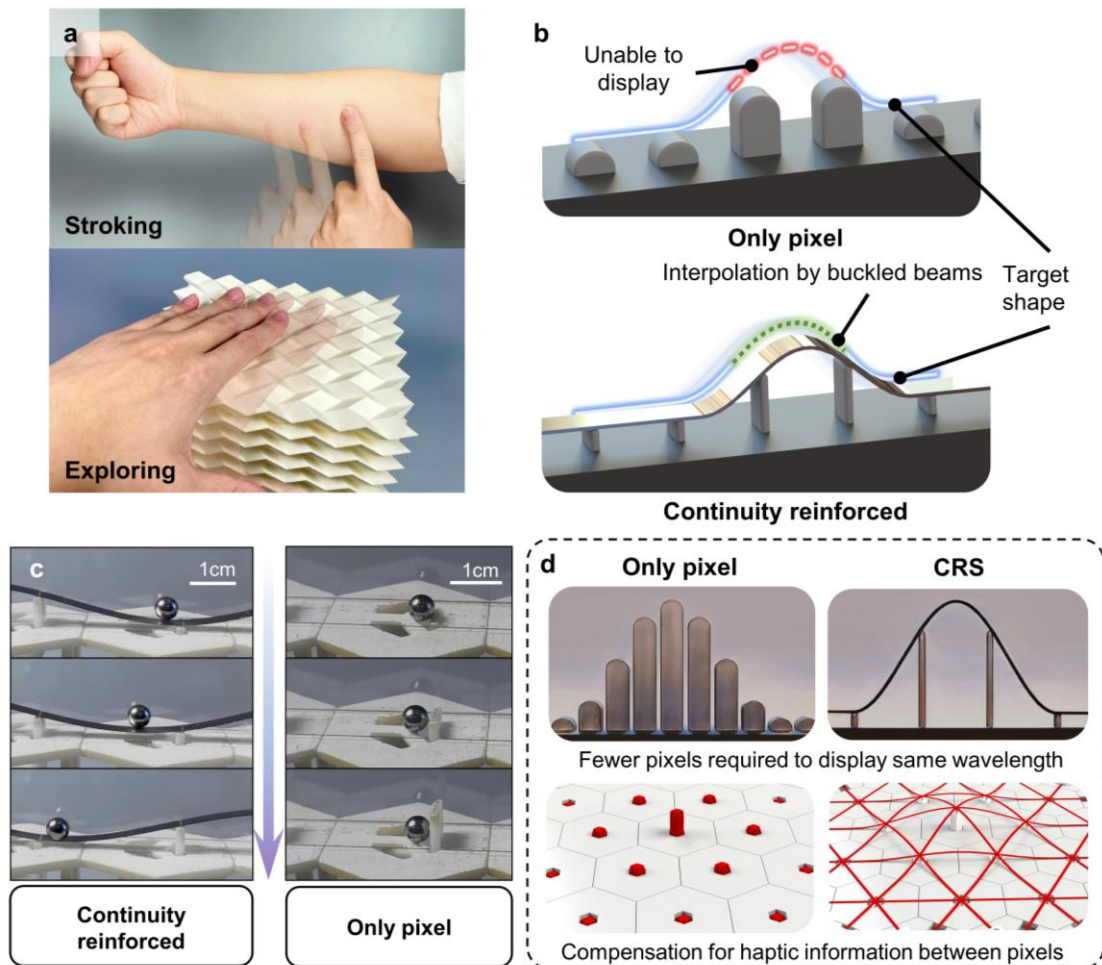 a
Stroking
Exploring
b
Unable to
display
Only pixel
Interpolation by buckled beams
Target
shape
Continuity reinforced
c
1cm
1cm
Continuity
reinforced
Only pixel
d
Only pixel
CRS
Fewer pixels required to display same wavelength
Compensation for haptic information between pixels